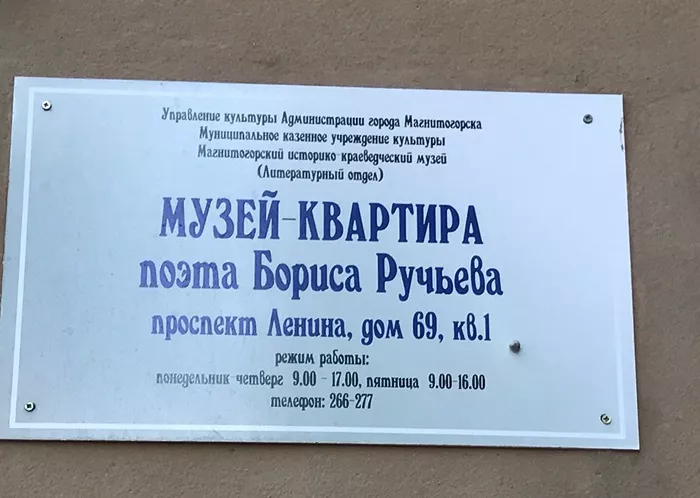 Управление культуры Администрации города Магнитогорска
Муниципальное казенное учреждение культуры
Магнитогорский историко-краеведческий музей
(Литературный отдел)
МУЗЕЙ-КВАРТИРА
поэта Бориса Ручьева
проспект Ленина, дом 69, кв.1
режим работы:
понедельник-четверг 9.00 - 17.00, пятница 9.00-16.00
телефон: 266-277